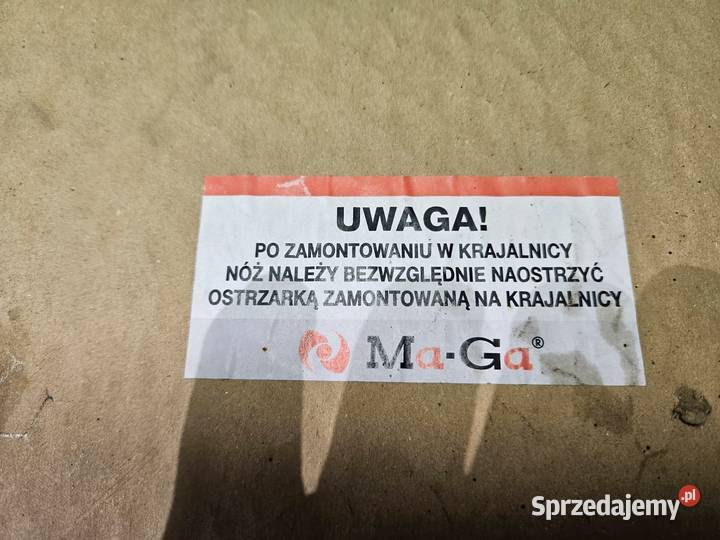 UWAGA!
PO ZAMONTOWANIU W KRAJALNICY
NÓŻ NALEŻY BEZWZGLĘDNIE NAOSTRZYĆ
OSTRZARKĄ ZAMONTOWANĄ NA KRAJALNICY
Ma-Ga®
Sprzedajemy.pl